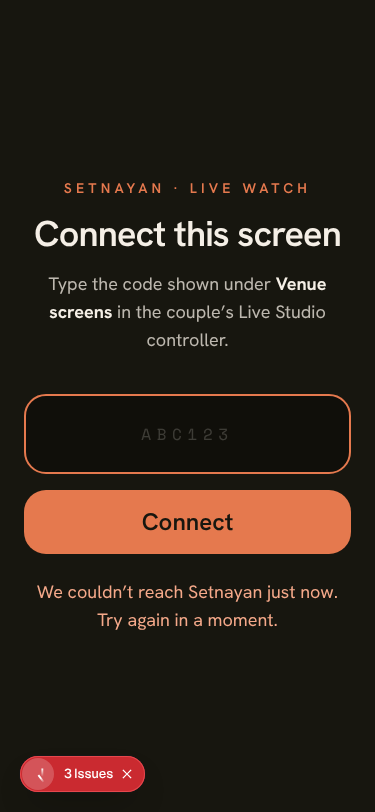 SETNAYAN · LIVE WATCH
Connect this screen
Type the code shown under Venue
screens in the couple’s Live Studio
controller.
ABC123
Connect
We couldn’t reach Setnayan just now.
Try again in a moment.
3 Issues